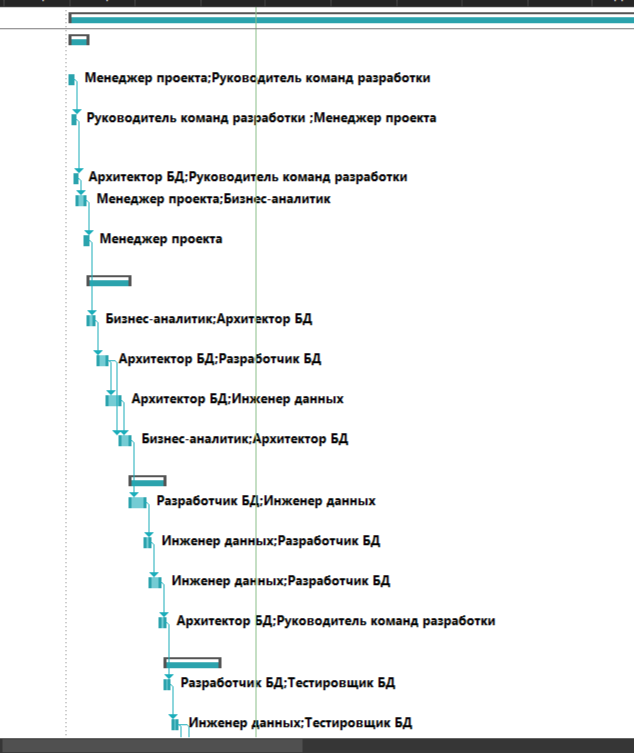 Менеджер проекта;Руководитель команд разработки
Руководитель команд разработки ;Менеджер проекта
Архитектор БД;Руководитель команд разработки
Менеджер проекта;Бизнес-аналитик
Менеджер проекта
Бизнес-аналитик;Архитектор БД
Архитектор БД;Разработчик БД
Архитектор БД;Инженер данных
Бизнес-аналитик;Архитектор БД
Разработчик БД;Инженер данных
Инженер данных;Разработчик БД
Инженер данных;Разработчик БД
Архитектор БД;Руководитель команд разработки
Разработчик БД;Тестировщик БД
Инженер данных;Тестировщик БД